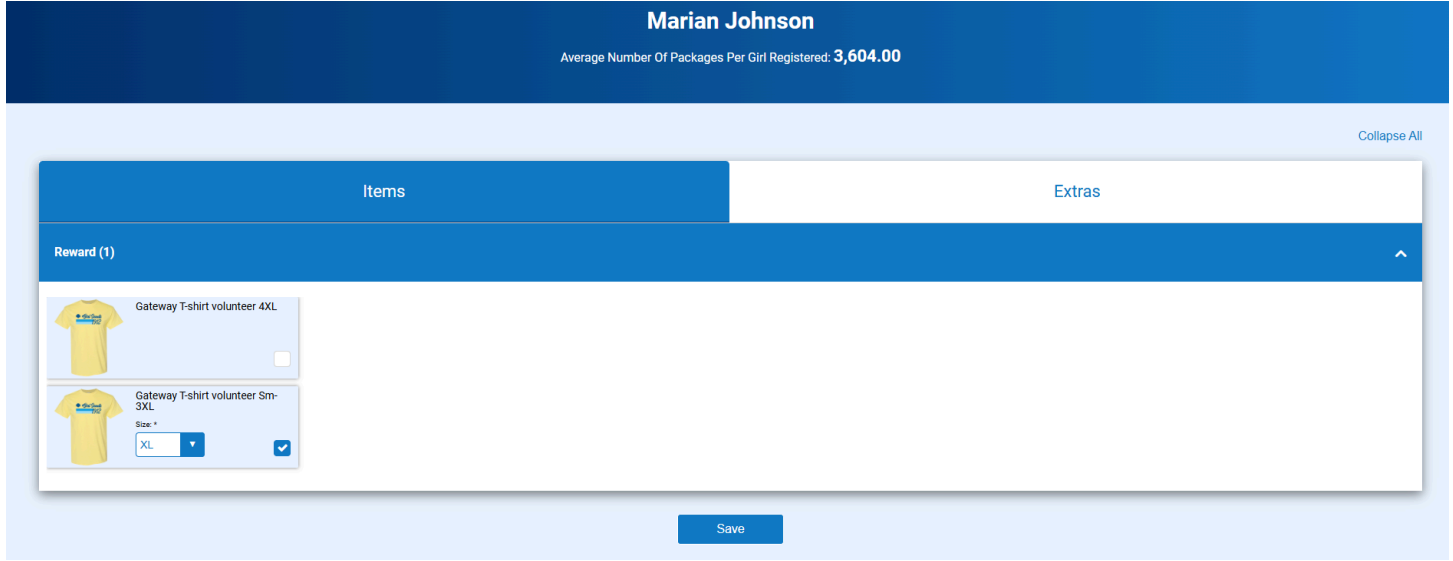 Marian Johnson
Average Number Of Packages Per Girl Registered: 3,604.00
Collapse All
Items
Extras
Reward (1)
Gateway T-shirt volunteer 4XL
Gateway T-shirt volunteer Sm-
3XL
Size: *
XL
Save